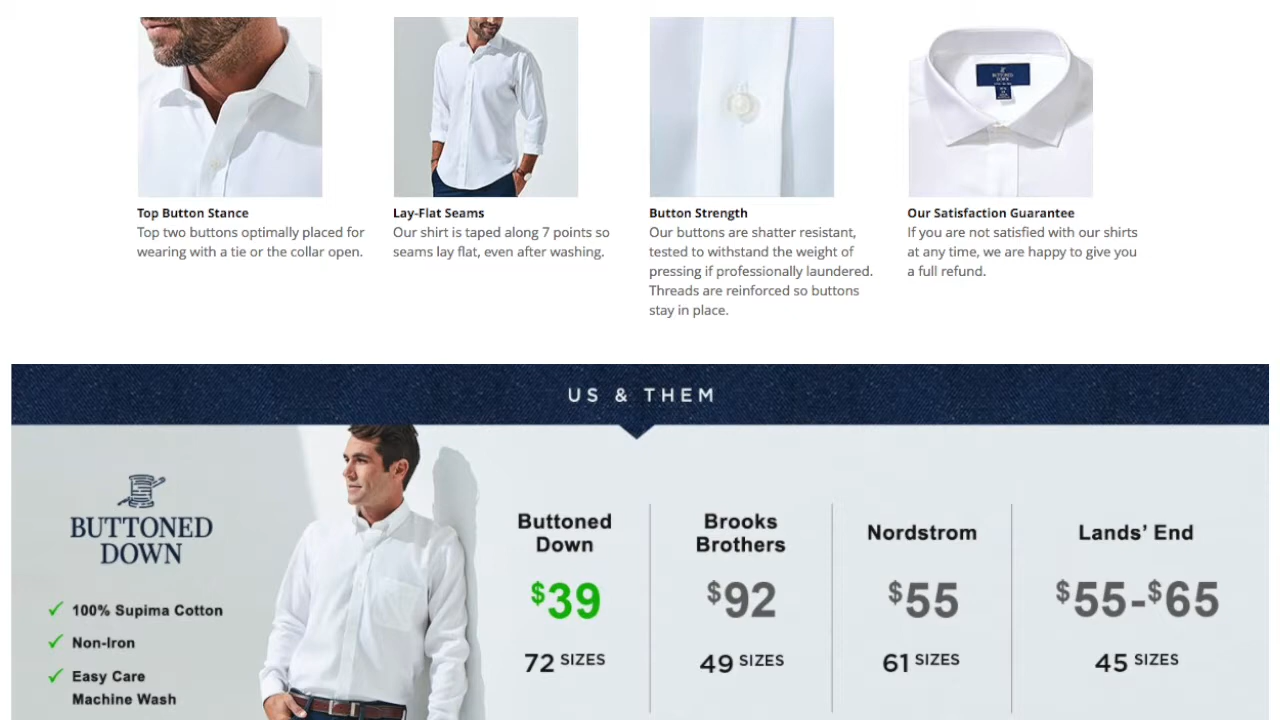 BUTTONED
DOWN
Top Button Stance
Top two buttons optimally placed for
wearing with a tie or the collar open.
Lay-Flat Seams
Our shirt is taped along 7 points so
seams lay flat, even after washing.
Button Strength
Our buttons are shatter resistant,
tested to withstand the weight of
pressing if professionally laundered.
Threads are reinforced so buttons
stay in place.
Our Satisfaction Guarantee
If you are not satisfied with our shirts
at any time, we are happy to give you
a full refund.
US & THEM
BUTTONED
DOWN
✓ 100% Supima Cotton
✓ Non-Iron
✓ Easy Care
Machine Wash
Buttoned
Down
$39
72 SIZES
Brooks
Brothers
$92
49 SIZES
Nordstrom
$55
61 SIZES
Lands’ End
$55-$65
45 SIZES